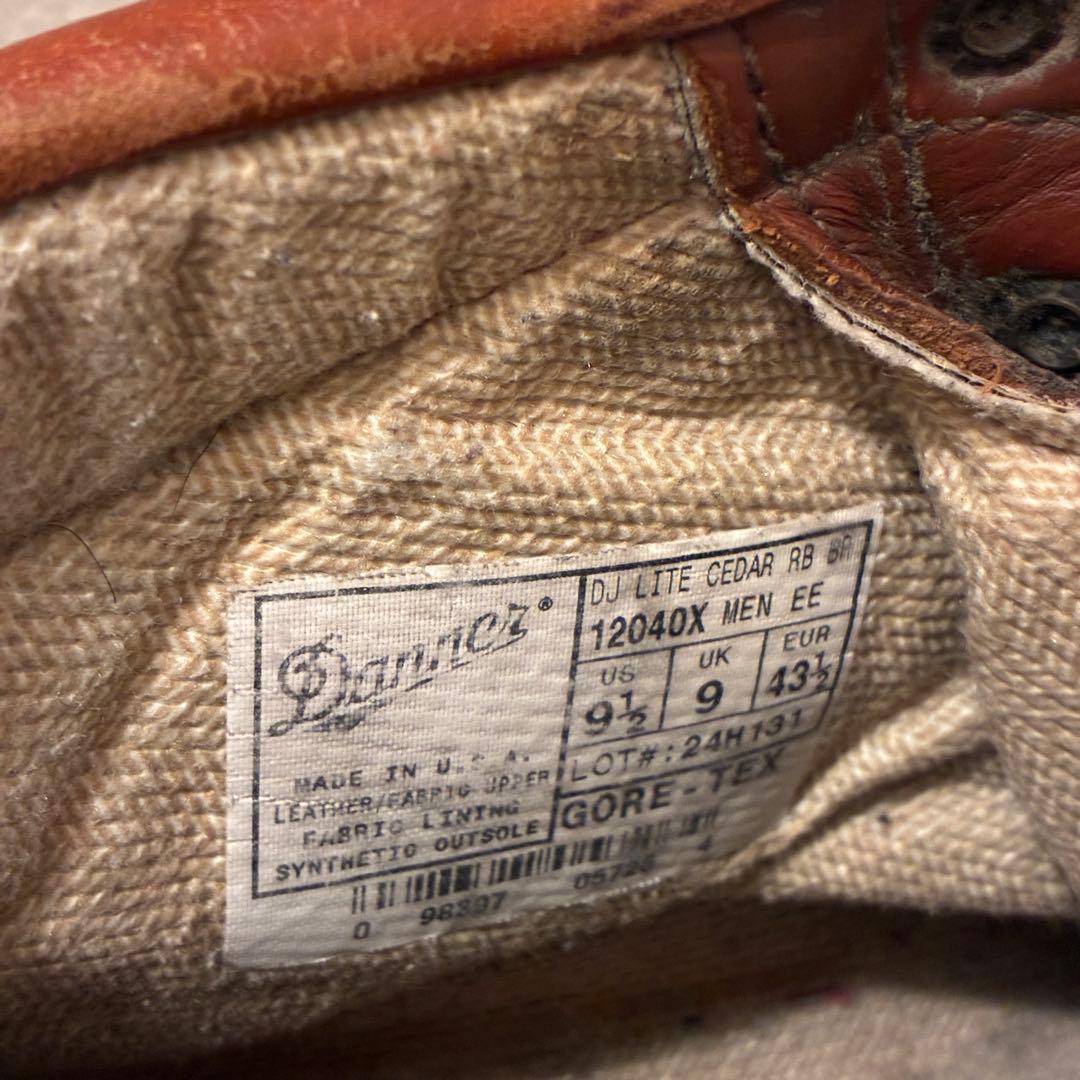 Danner®
MADE IN U.S.A.
LEATHER/FABRIC UPPER
FABRIC LINING
SYNTHETIC OUTSOLE
DJ LITE CEDAR RB BR
12040X MEN EE
US UK EUR
9½ 9 43½
LOT#: 24H131
GORE-TEX
0 98397 4